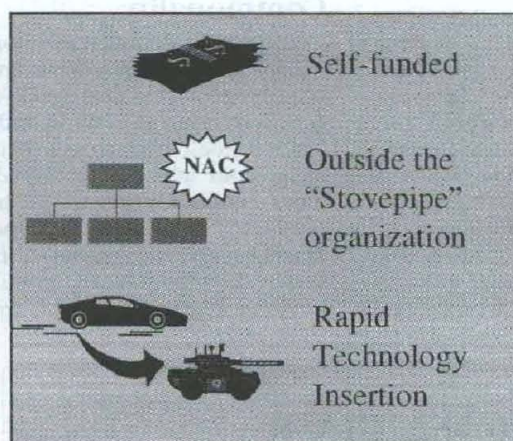 Self-funded
NAC
Outside the
"Stovepipe"
organization
Rapid
Technology
Insertion